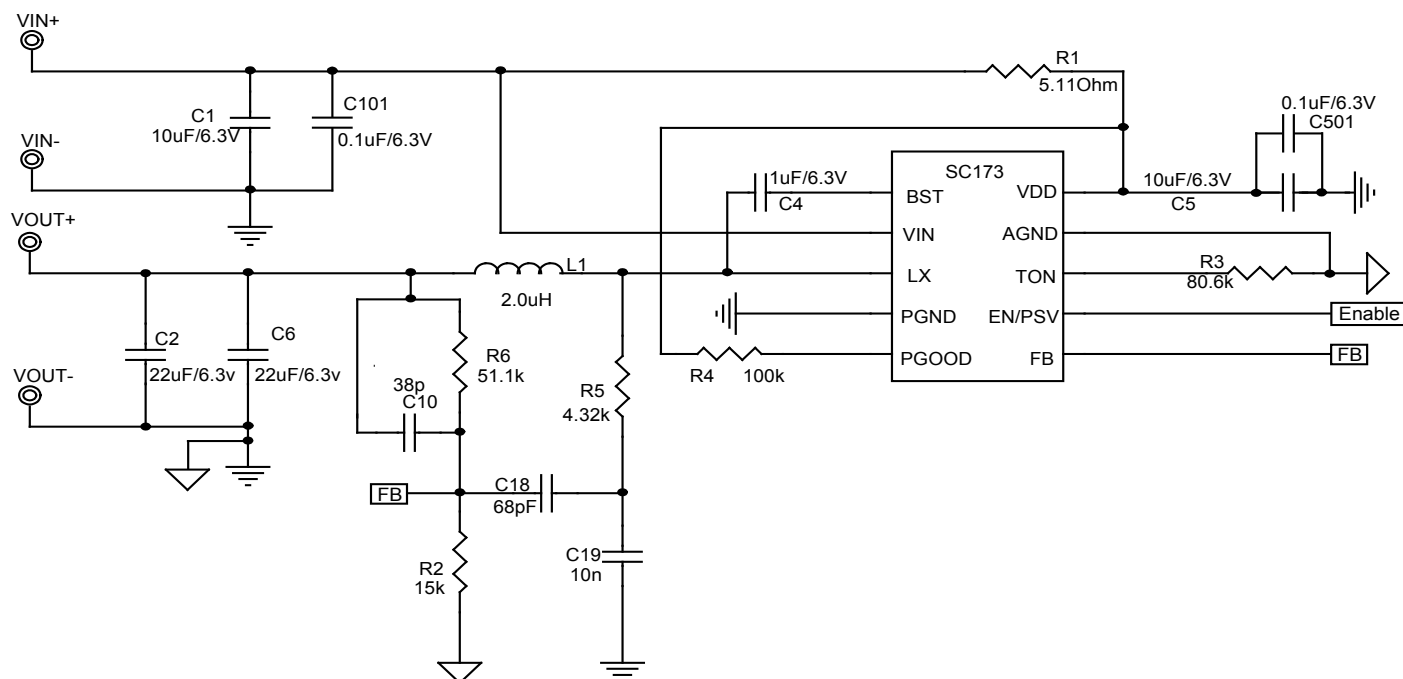 VIN+
R1
5.11Ohm
C1
10uF/6.3V
C101
0.1uF/6.3V
0.1uF/6.3V
C501
VIN-
SC173
1uF/6.3V
C4
BST
VDD
10uF/6.3V
C5
VOUT+
VIN
AGND
L1
2.0uH
LX
TON
R3
80.6k
PGND
EN/PSV
Enable
C2
22uF/6.3v
C6
22uF/6.3v
R6
51.1k
PGOOD
FB
FB
R4
100k
VOUT-
38p
C10
R5
4.32k
FB
C18
68pF
R2
15k
C19
10n